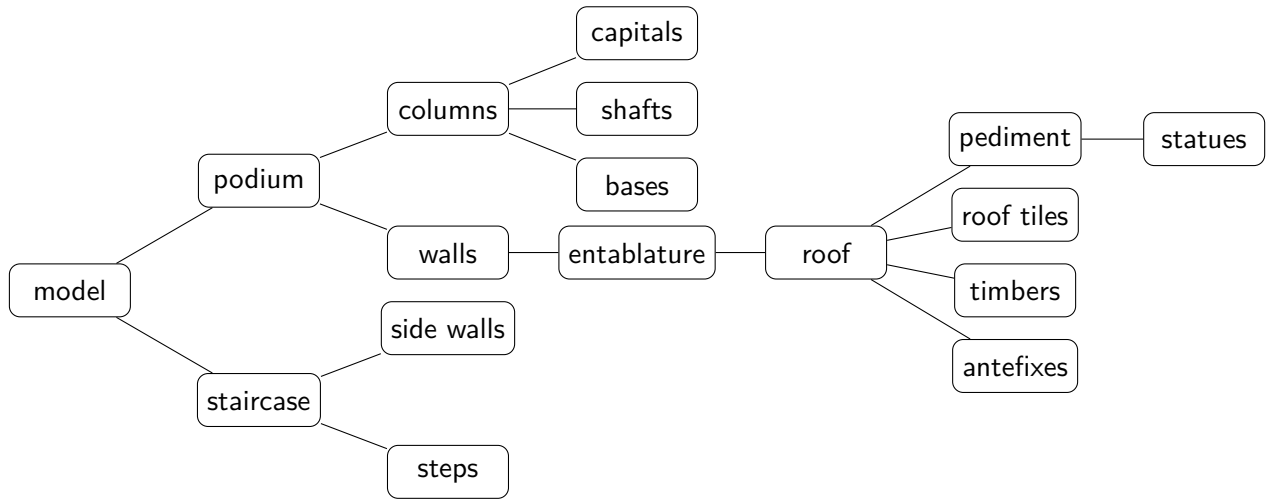 model
podium
columns
capitals
shafts
bases
walls
entablature
roof
pediment
statues
roof tiles
timbers
antefixes
staircase
side walls
steps